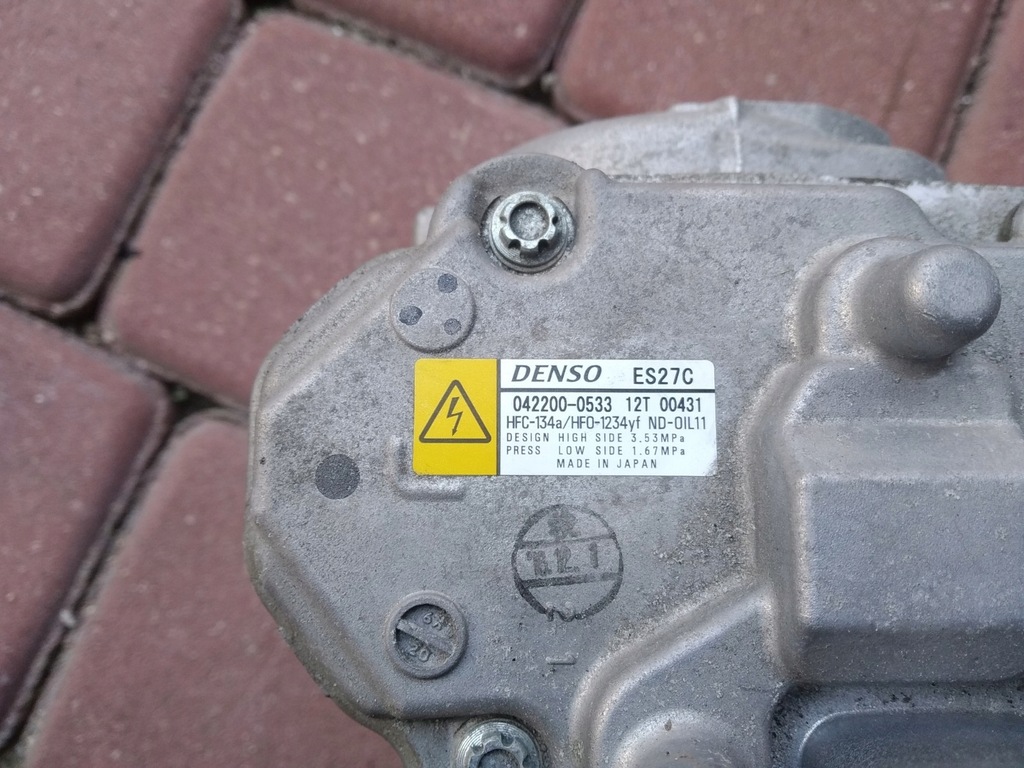 DENSO ES27C
042200-0533 12T 00431
HFC-134a/HFO-1234yf ND-OIL11
DESIGN HIGH SIDE 3.53MPa
PRESS LOW SIDE 1.67MPa
MADE IN JAPAN
20